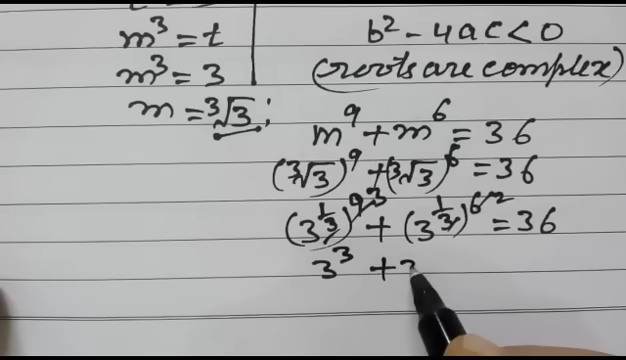 m³ = t
m³ = 3
m = ∛3 ;
b² - 4ac < 0
(roots are complex)
m⁹ + m⁶ = 36
(∛3)⁹ + (∛3)⁶ = 36
(3^(1/3))^9 3 + (3^(1/3))^6 2 = 36
3³ +